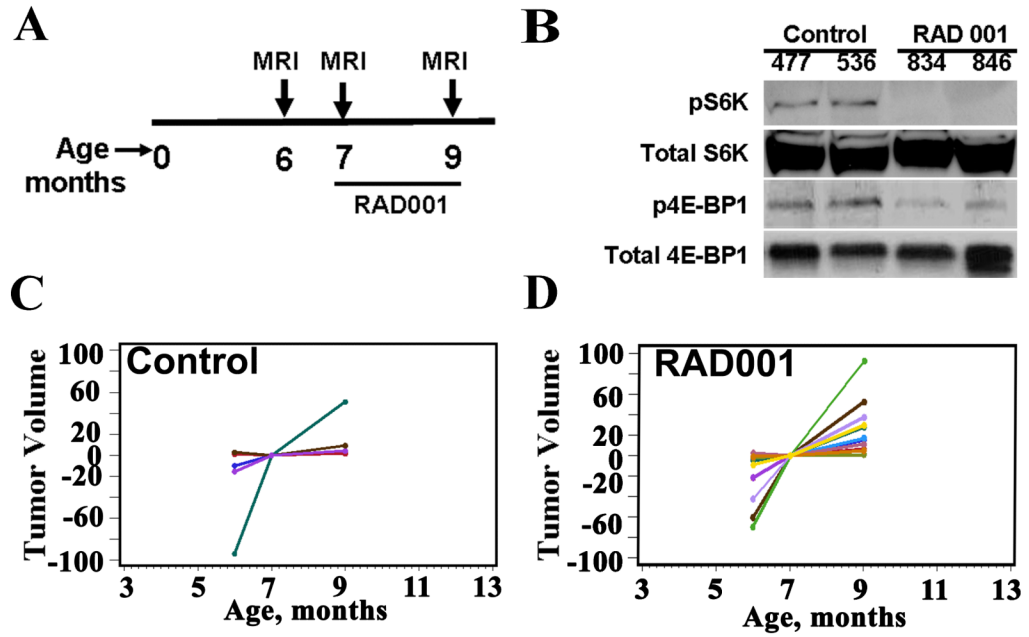 A
MRI MRI MRI
Age 0 6 7 9
months
RAD001
B
Control RAD 001
477 536 834 846
pS6K
Total S6K
p4E-BP1
Total 4E-BP1
C
Control
Tumor Volume
100
60
20
0
-20
-60
-100
3 5 7 9 11 13
Age, months
D
RAD001
Tumor Volume
100
60
20
0
-20
-60
-100
3 5 7 9 11 13
Age, months